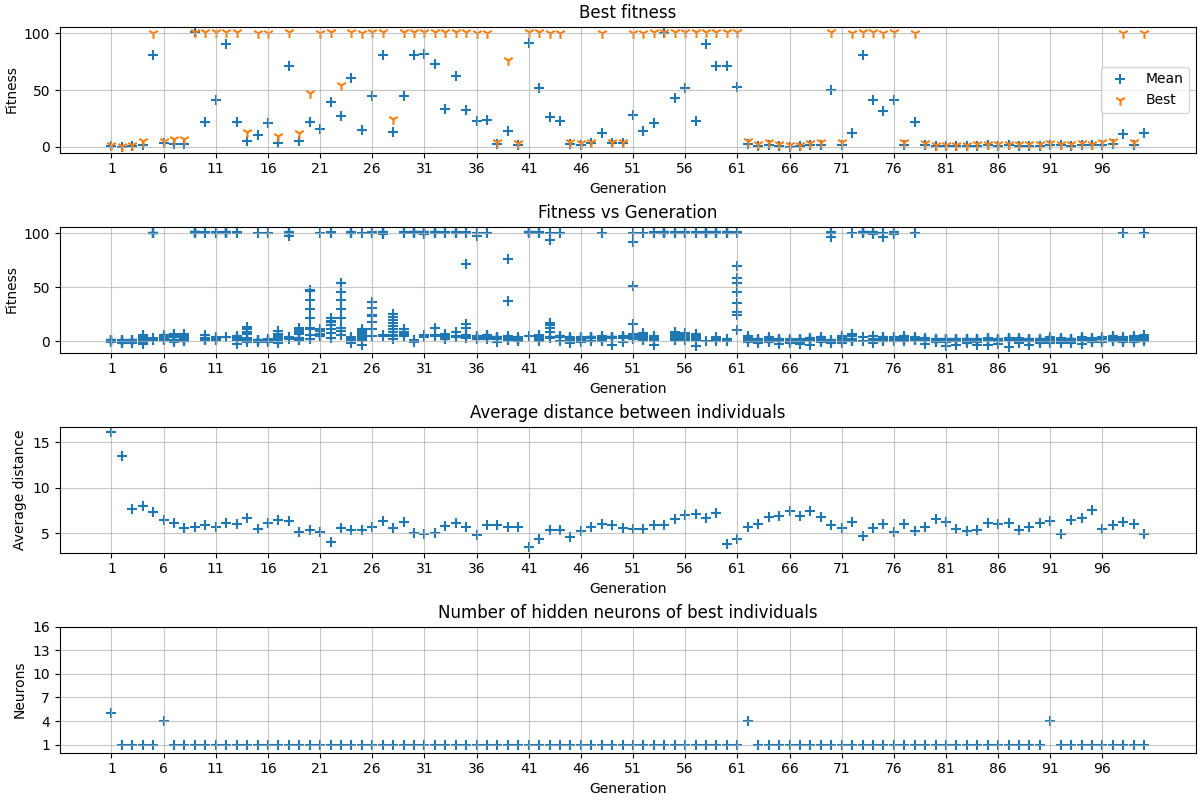 Best fitness
Fitness
100
50
0
Mean
Best
1 6 11 16 21 26 31 36 41 46 51 56 61 66 71 76 81 86 91 96
Generation
Fitness vs Generation
Fitness
100
50
0
1 6 11 16 21 26 31 36 41 46 51 56 61 66 71 76 81 86 91 96
Generation
Average distance between individuals
Average distance
15
10
5
1 6 11 16 21 26 31 36 41 46 51 56 61 66 71 76 81 86 91 96
Generation
Number of hidden neurons of best individuals
Neurons
16
13
10
7
4
1
1 6 11 16 21 26 31 36 41 46 51 56 61 66 71 76 81 86 91 96
Generation